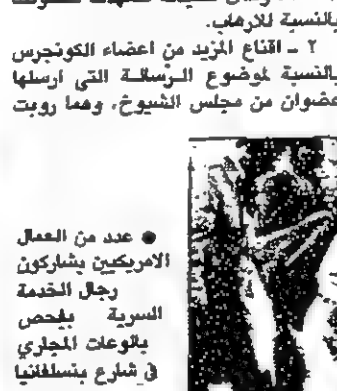 بالنسبة للارهاب.
٢ - اقناع المزيد من اعضاء الكونجرس
بالنسبة لموضوع الرسالة التي ارسلها
عضوان من مجلس الشيوخ، وهما روبت
● عدد من العمال
الامريكيين يشاركون
رجال الخدمة
السرية بفحص
بالوعات المجاري
في شارع بنسلفانيا